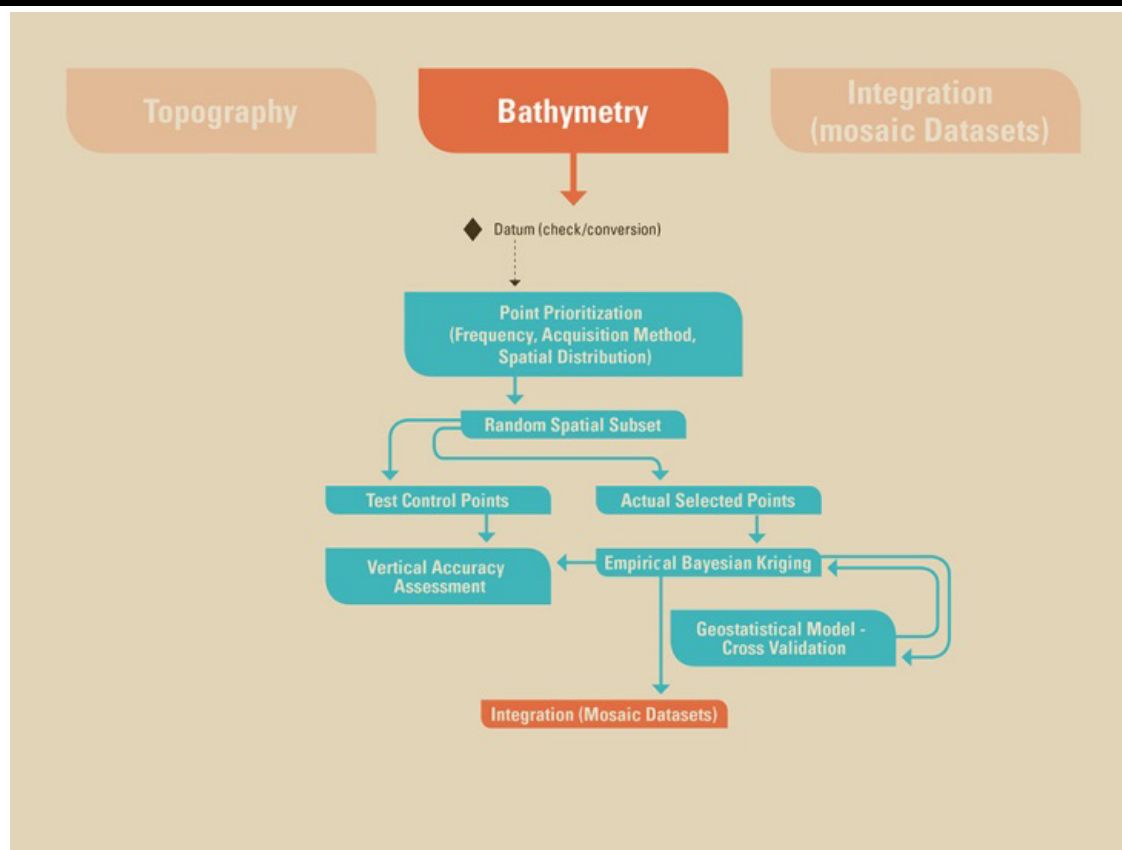 Topography
Bathymetry
Integration
(mosaic Datasets)
Datum (check/conversion)
Point Prioritization
(Frequency, Acquisition Method,
Spatial Distribution)
Random Spatial Subset
Test Control Points
Actual Selected Points
Vertical Accuracy
Assessment
Empirical Bayesian Kriging
Geostatistical Model -
Cross Validation
Integration (Mosaic Datasets)